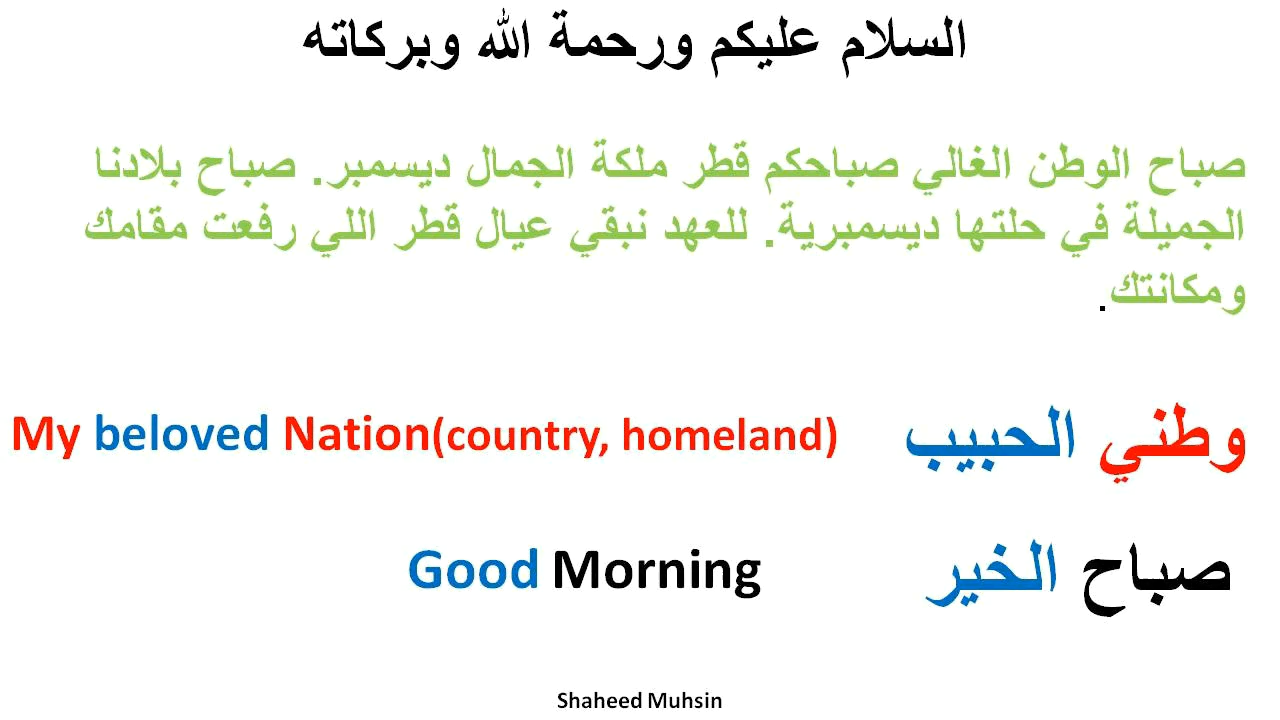 السلام عليكم ورحمة الله وبركاته
صباح الوطن الغالي صباحكم قطر ملكة الجمال ديسمبر. صباح بلادنا
الجميلة في حلتها ديسمبرية. للعهد نبقي عيال قطر اللي رفعت مقامك
ومكانتك.
My beloved Nation(country, homeland) وطني الحبيب
Good Morning صباح الخير
Shaheed Muhsin